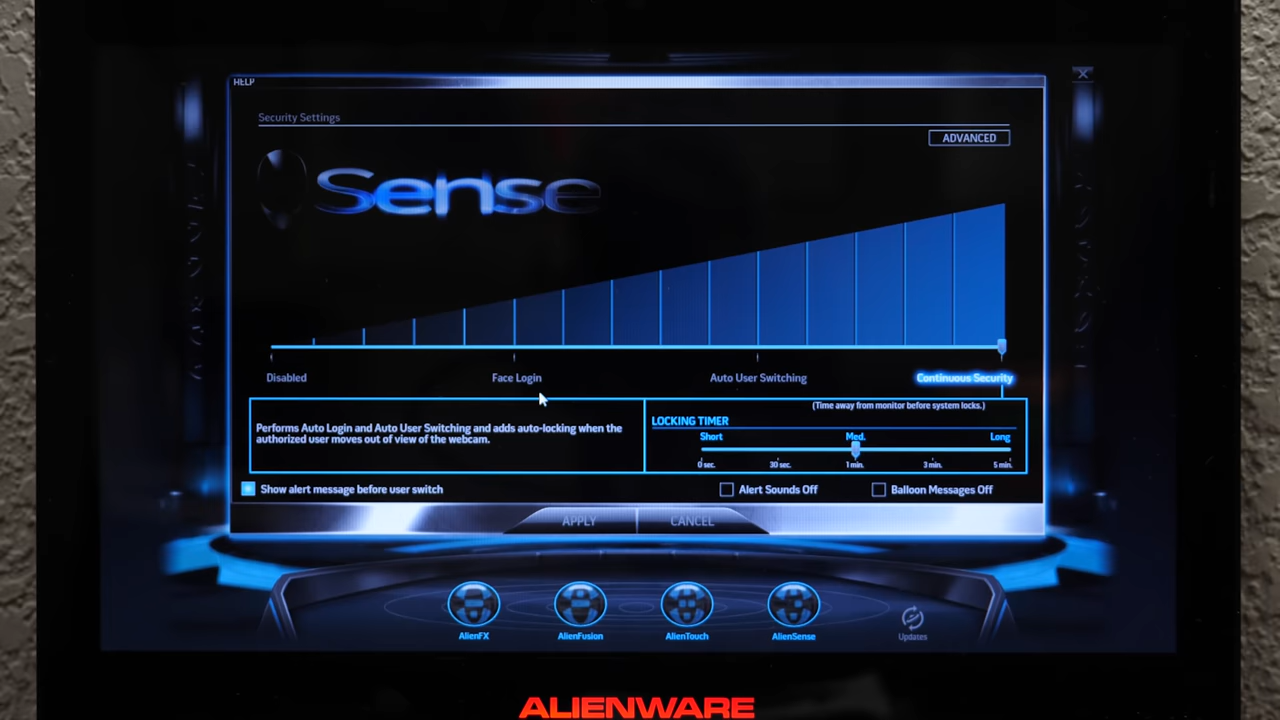 HELP
Security Settings
ADVANCED
Sense
Disabled
Face Login
Auto User Switching
Continuous Security
(Time away from monitor before system locks.)
LOCKING TIMER
Short
Med.
Long
0 sec.
30 sec.
1 min.
3 min.
5 min.
Performs Auto Login and Auto User Switching and adds auto-locking when the
authorized user moves out of view of the webcam.
Show alert message before user switch
Alert Sounds Off
Balloon Messages Off
APPLY
CANCEL
AlienFX
AlienFusion
AlienTouch
AlienSense
Updates
ALIENWARE